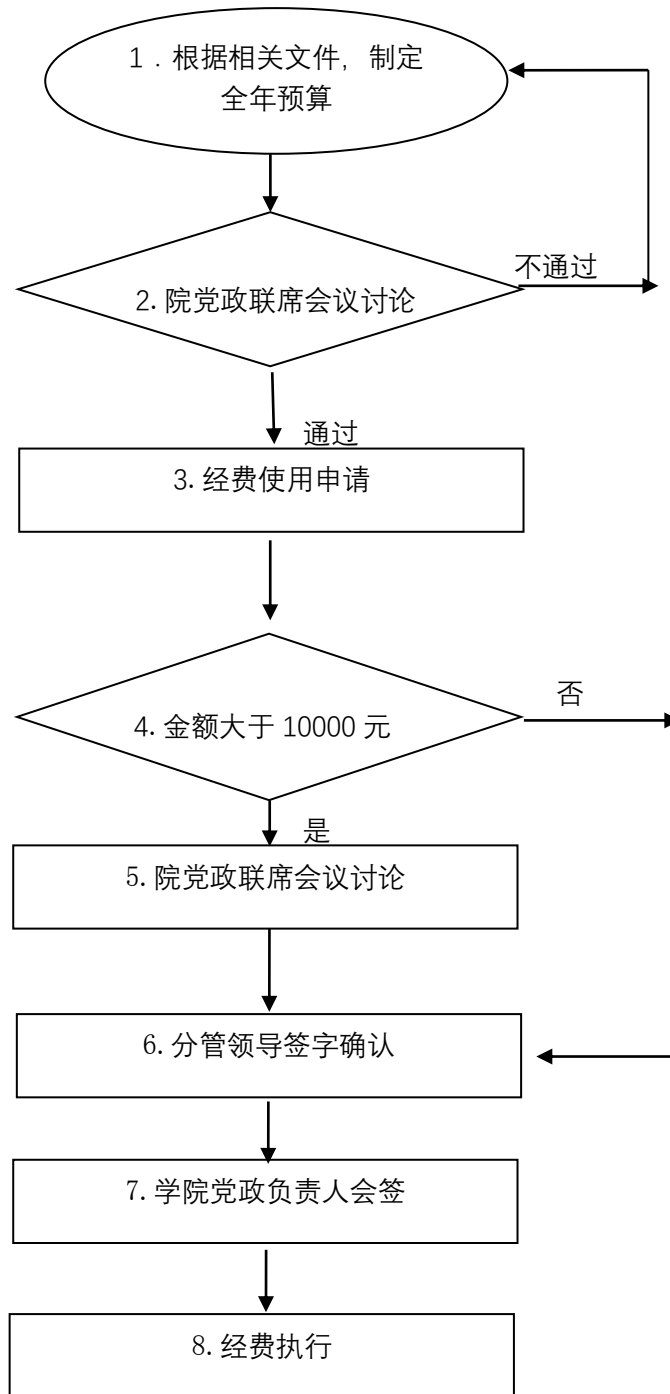 1．根据相关文件，制定
全年预算
不通过
2.院党政联席会议讨论
通过
3.经费使用申请
否
4.金额大于 10000 元
是
5.院党政联席会议讨论
6.分管领导签字确认
7.学院党政负责人会签
8.经费执行